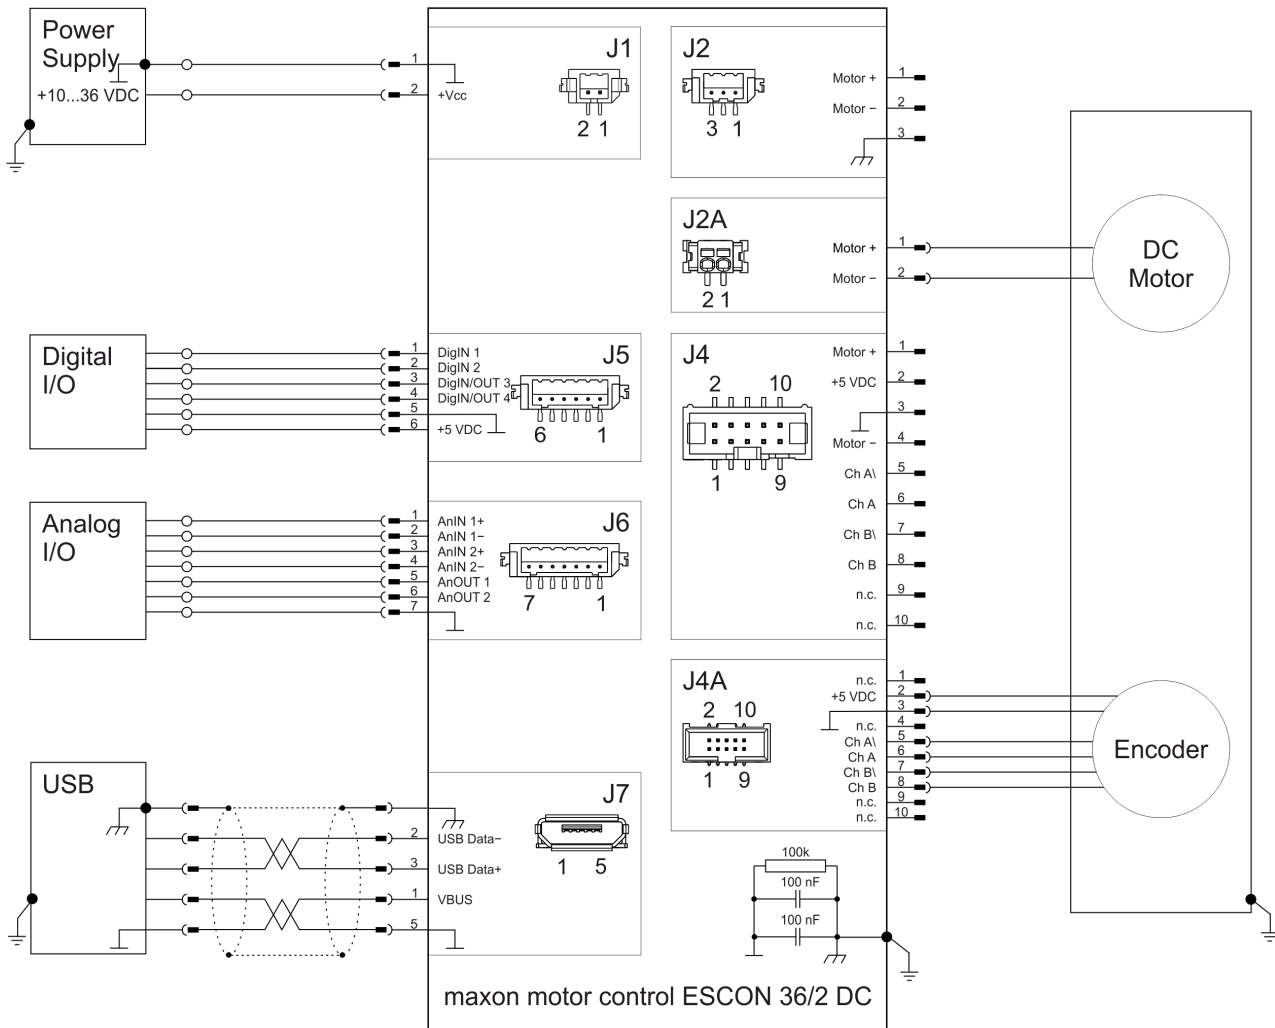 Power
Supply
+10...36 VDC
1
2
+Vcc
J1
2 1
J2
3 1
Motor +
1
Motor −
2
3
J2A
2 1
Motor +
1
Motor −
2
DC
Motor
Digital
I/O
1
DigIN 1
2
DigIN 2
3
DigIN/OUT 3
4
DigIN/OUT 4
5
6
+5 VDC
J5
6 1
J4
2 10
1 9
Motor +
1
+5 VDC
2
3
Motor −
4
Ch A\
5
Ch A
6
Ch B\
7
Ch B
8
n.c.
9
n.c.
10
Analog
I/O
1
AnIN 1+
2
AnIN 1−
3
AnIN 2+
4
AnIN 2−
5
AnOUT 1
6
AnOUT 2
7
J6
7 1
J4A
2 10
1 9
n.c.
1
+5 VDC
2
3
n.c.
4
Ch A\
5
Ch A
6
Ch B\
7
Ch B
8
n.c.
9
n.c.
10
Encoder
USB
2
USB Data−
3
USB Data+
1
VBUS
5
J7
1 5
100k
100 nF
100 nF
maxon motor control ESCON 36/2 DC